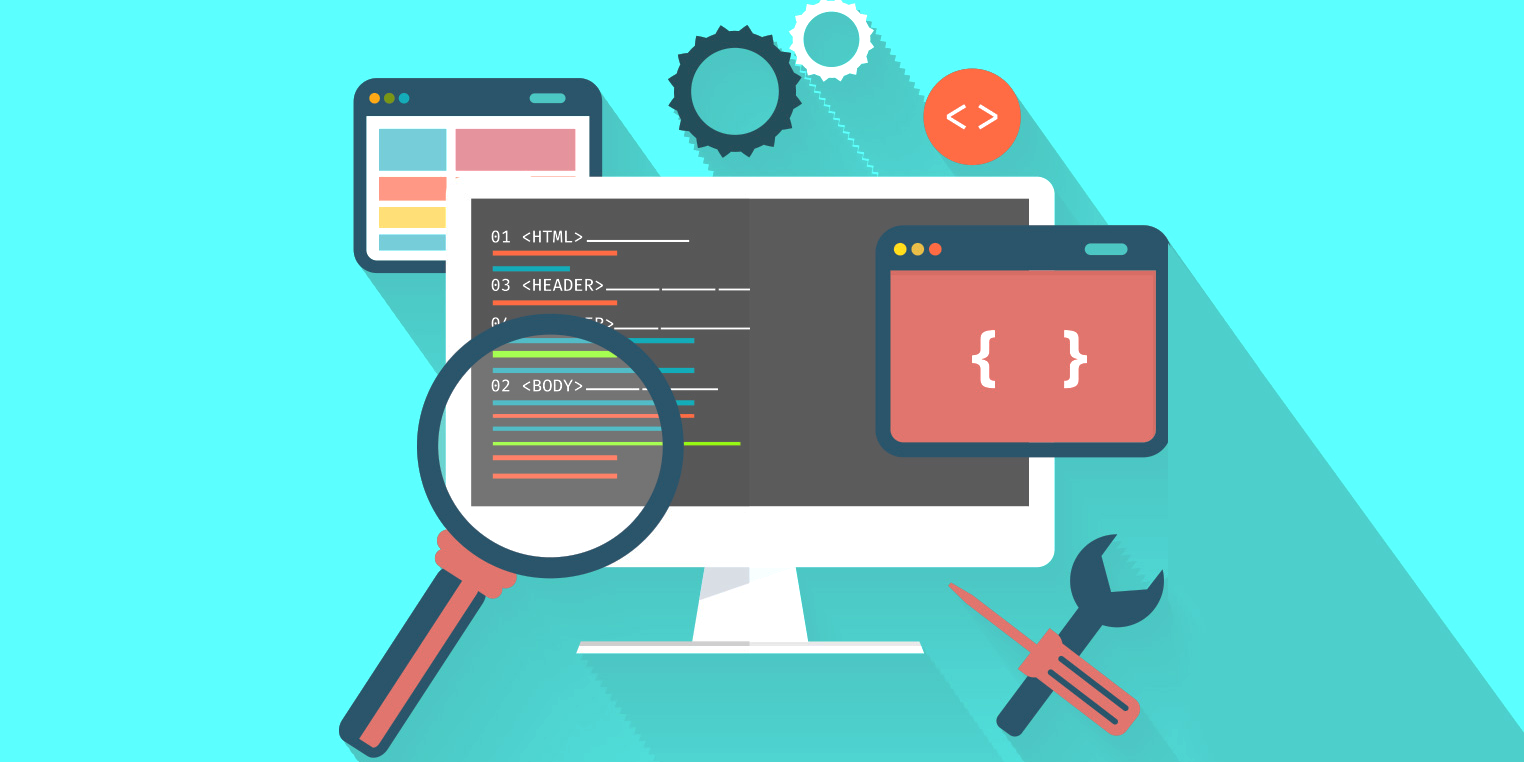 < >
01 <HTML>
03 <HEADER>
02 <BODY>
{ }